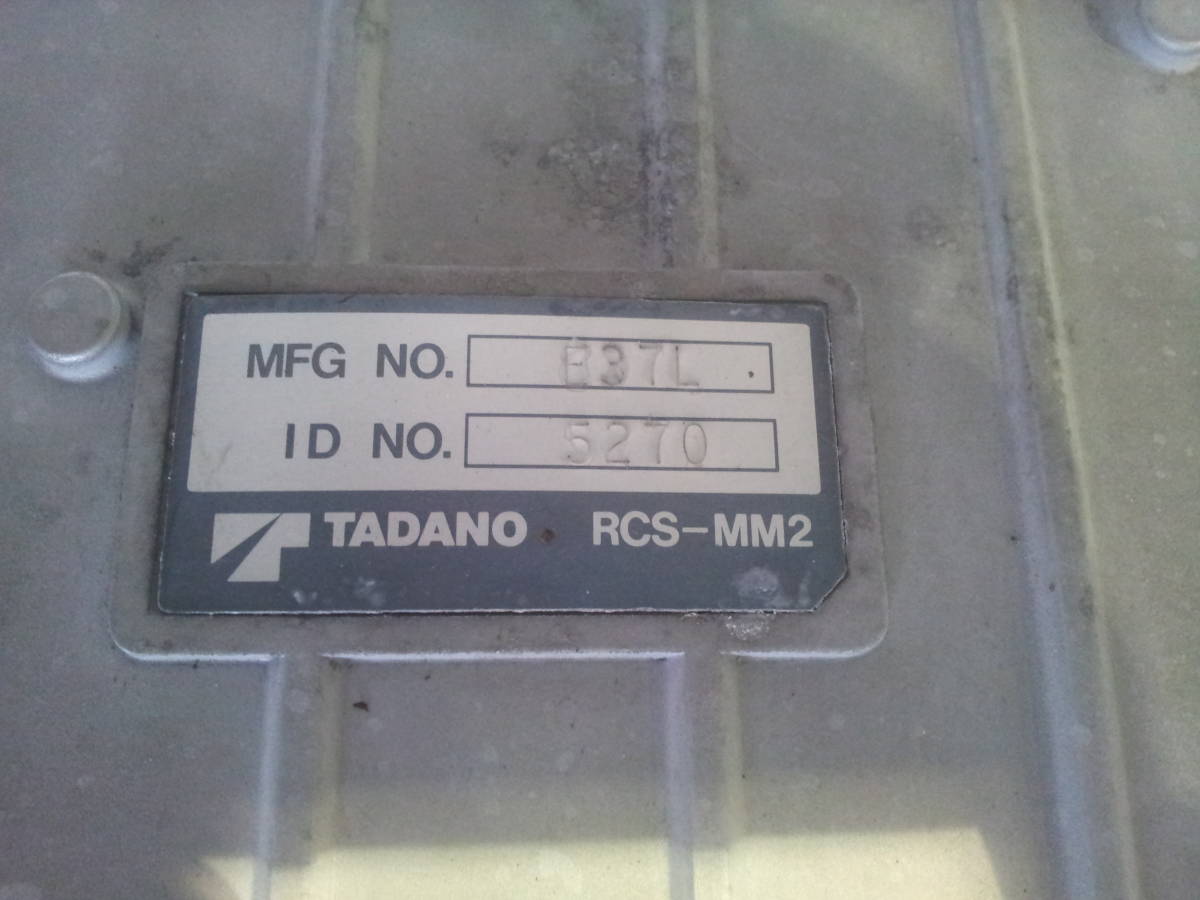 MFG NO. E37L
ID NO. 5270
TADANO RCS-MM2